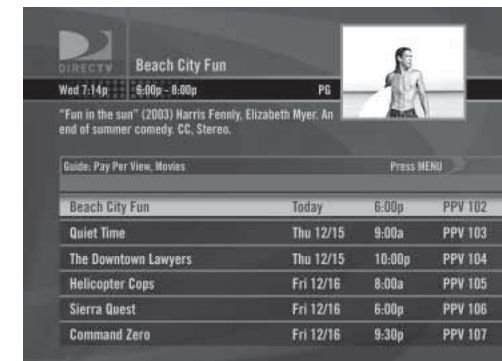 DIRECTV
Beach City Fun
Wed 7:14p 6:00p - 8:00p PG
"Fun in the sun" (2003) Harris Fennly, Elizabeth Myer. An
end of summer comedy. CC, Stereo.
Guide: Pay Per View, Movies Press MENU
Beach City Fun Today 6:00p PPV 102
Quiet Time Thu 12/15 9:00a PPV 103
The Downtown Lawyers Thu 12/15 10:00p PPV 104
Helicopter Cops Fri 12/16 8:00a PPV 105
Sierra Quest Fri 12/16 6:00p PPV 106
Command Zero Fri 12/16 9:30p PPV 107